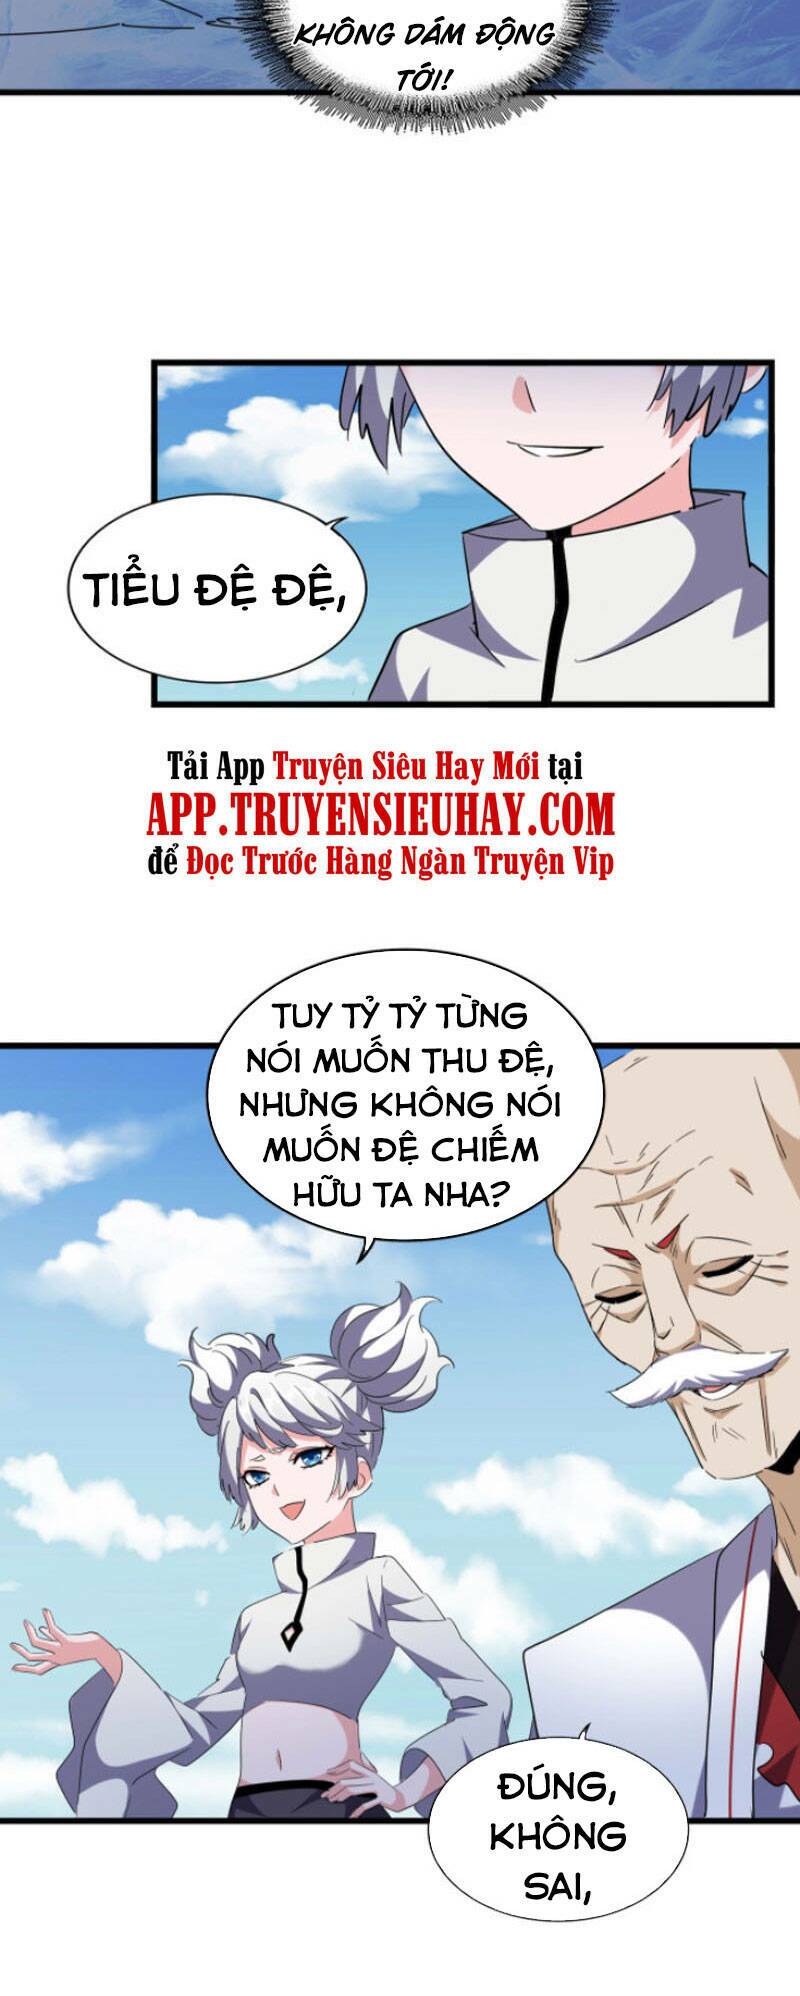 KHÔNG DÁM ĐỘNG
TỚI!
TIỂU ĐỆ ĐỆ,
Tải App Truyện Siêu Hay Mới tại
APP.TRUYENSIEUHAY.COM
để Đọc Trước Hàng Ngàn Truyện Vip
TUY TỶ TỶ TỪNG
NÓI MUỐN THU ĐỆ,
NHƯNG KHÔNG NÓI
MUỐN ĐỆ CHIẾM
HỮU TA NHA?
ĐÚNG,
KHÔNG
SAI,